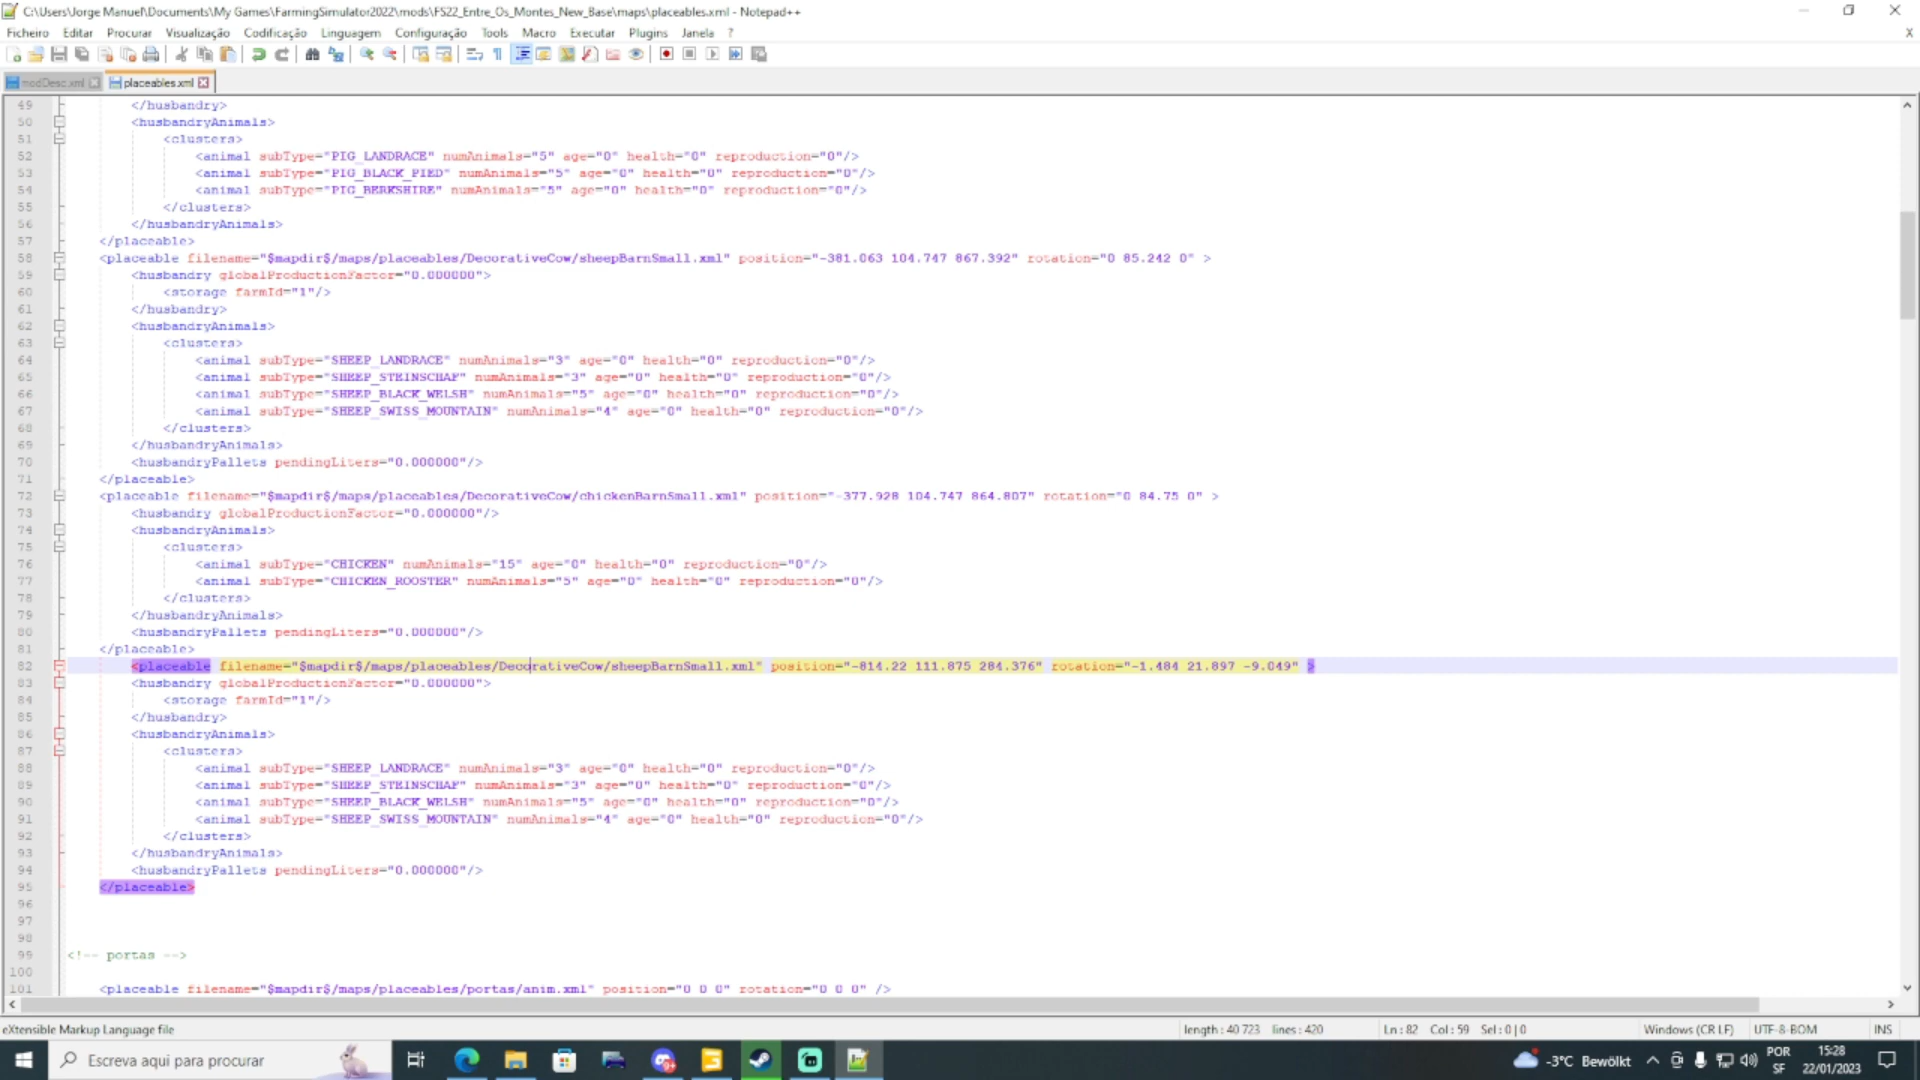 C:\Users\Jorge Manuel\Documents\My Games\FarmingSimulator2022\mods\FS22_Entre_Os_Montes_New_Base\maps\placeables.xml - Notepad++
Ficheiro Editar Procurar Visualização Codificação Linguagem Configuração Tools Macro Executar Plugins Janela ? X
modDesc.xml placeables.xml
49 </husbandry>
50 <husbandryAnimals>
51 <clusters>
52 <animal subType="PIG_LANDRACE" numAnimals="5" age="0" health="0" reproduction="0"/>
53 <animal subType="PIG_BLACK_PIED" numAnimals="5" age="0" health="0" reproduction="0"/>
54 <animal subType="PIG_BERKSHIRE" numAnimals="5" age="0" health="0" reproduction="0"/>
55 </clusters>
56 </husbandryAnimals>
57 </placeable>
58 <placeable filename="$mapdir$/maps/placeables/DecorativeCow/sheepBarnSmall.xml" position="-381.063 104.747 867.392" rotation="0 85.242 0" >
59 <husbandry globalProductionFactor="0.000000">
60 <storage farmId="1"/>
61 </husbandry>
62 <husbandryAnimals>
63 <clusters>
64 <animal subType="SHEEP_LANDRACE" numAnimals="3" age="0" health="0" reproduction="0"/>
65 <animal subType="SHEEP_STEINSCHAF" numAnimals="3" age="0" health="0" reproduction="0"/>
66 <animal subType="SHEEP_BLACK_WELSH" numAnimals="5" age="0" health="0" reproduction="0"/>
67 <animal subType="SHEEP_SWISS_MOUNTAIN" numAnimals="4" age="0" health="0" reproduction="0"/>
68 </clusters>
69 </husbandryAnimals>
70 <husbandryPallets pendingLiters="0.000000"/>
71 </placeable>
72 <placeable filename="$mapdir$/maps/placeables/DecorativeCow/chickenBarnSmall.xml" position="-377.928 104.747 864.807" rotation="0 84.75 0" >
73 <husbandry globalProductionFactor="0.000000"/>
74 <husbandryAnimals>
75 <clusters>
76 <animal subType="CHICKEN" numAnimals="15" age="0" health="0" reproduction="0"/>
77 <animal subType="CHICKEN_ROOSTER" numAnimals="5" age="0" health="0" reproduction="0"/>
78 </clusters>
79 </husbandryAnimals>
80 <husbandryPallets pendingLiters="0.000000"/>
81 </placeable>
82 <placeable filename="$mapdir$/maps/placeables/DecorativeCow/sheepBarnSmall.xml" position="-814.22 111.875 284.376" rotation="-1.484 21.897 -9.049" >
83 <husbandry globalProductionFactor="0.000000">
84 <storage farmId="1"/>
85 </husbandry>
86 <husbandryAnimals>
87 <clusters>
88 <animal subType="SHEEP_LANDRACE" numAnimals="3" age="0" health="0" reproduction="0"/>
89 <animal subType="SHEEP_STEINSCHAF" numAnimals="3" age="0" health="0" reproduction="0"/>
90 <animal subType="SHEEP_BLACK_WELSH" numAnimals="5" age="0" health="0" reproduction="0"/>
91 <animal subType="SHEEP_SWISS_MOUNTAIN" numAnimals="4" age="0" health="0" reproduction="0"/>
92 </clusters>
93 </husbandryAnimals>
94 <husbandryPallets pendingLiters="0.000000"/>
95 </placeable>
96
97
98
99 <!-- portas -->
100
101 <placeable filename="$mapdir$/maps/placeables/portas/anim.xml" position="0 0 0" rotation="0 0 0" />
eXtensible Markup Language file length : 40 723 lines : 420 Ln : 82 Col : 59 Sel : 0 | 0 Windows (CR LF) UTF-8-BOM INS
Escreva aqui para procurar -3°C Bewölkt POR 15:28
SF 22/01/2023